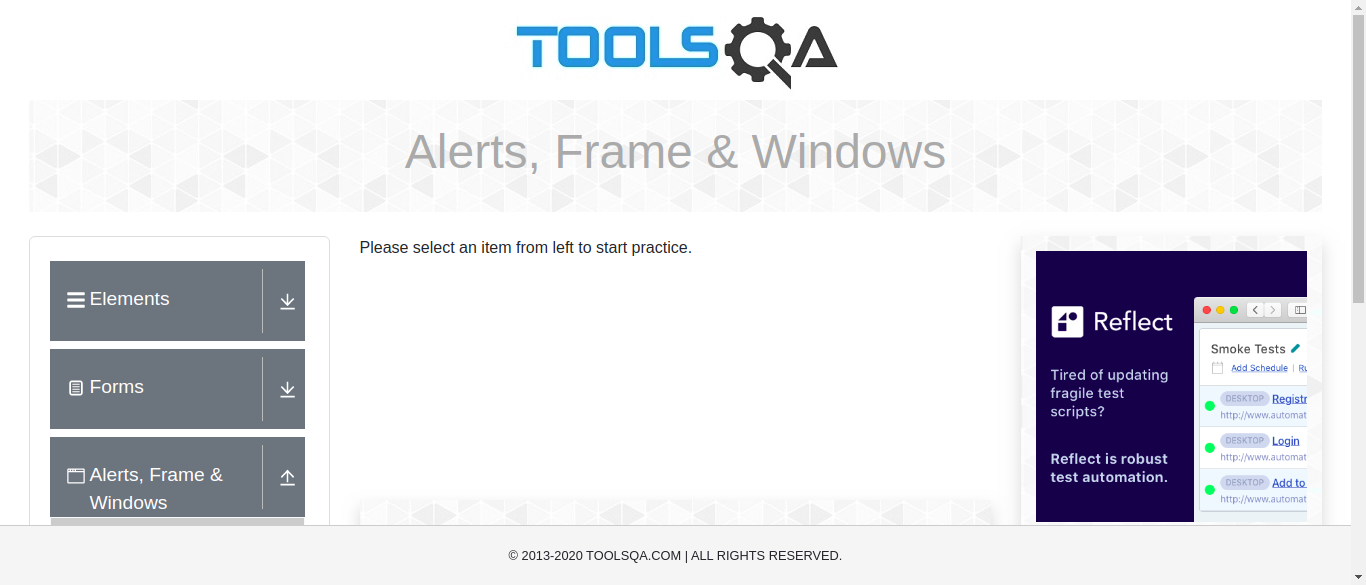 TOOLSQA
Alerts, Frame & Windows
Elements
Forms
Alerts, Frame &
Windows
Please select an item from left to start practice.
Reflect
Tired of updating
fragile test
scripts?
Reflect is robust
test automation.
Smoke Tests
Add Schedule | Ru
DESKTOP Registr
http://www.automat
DESKTOP Login
http://www.automat
DESKTOP Add to
http://www.automat
© 2013-2020 TOOLSQA.COM | ALL RIGHTS RESERVED.